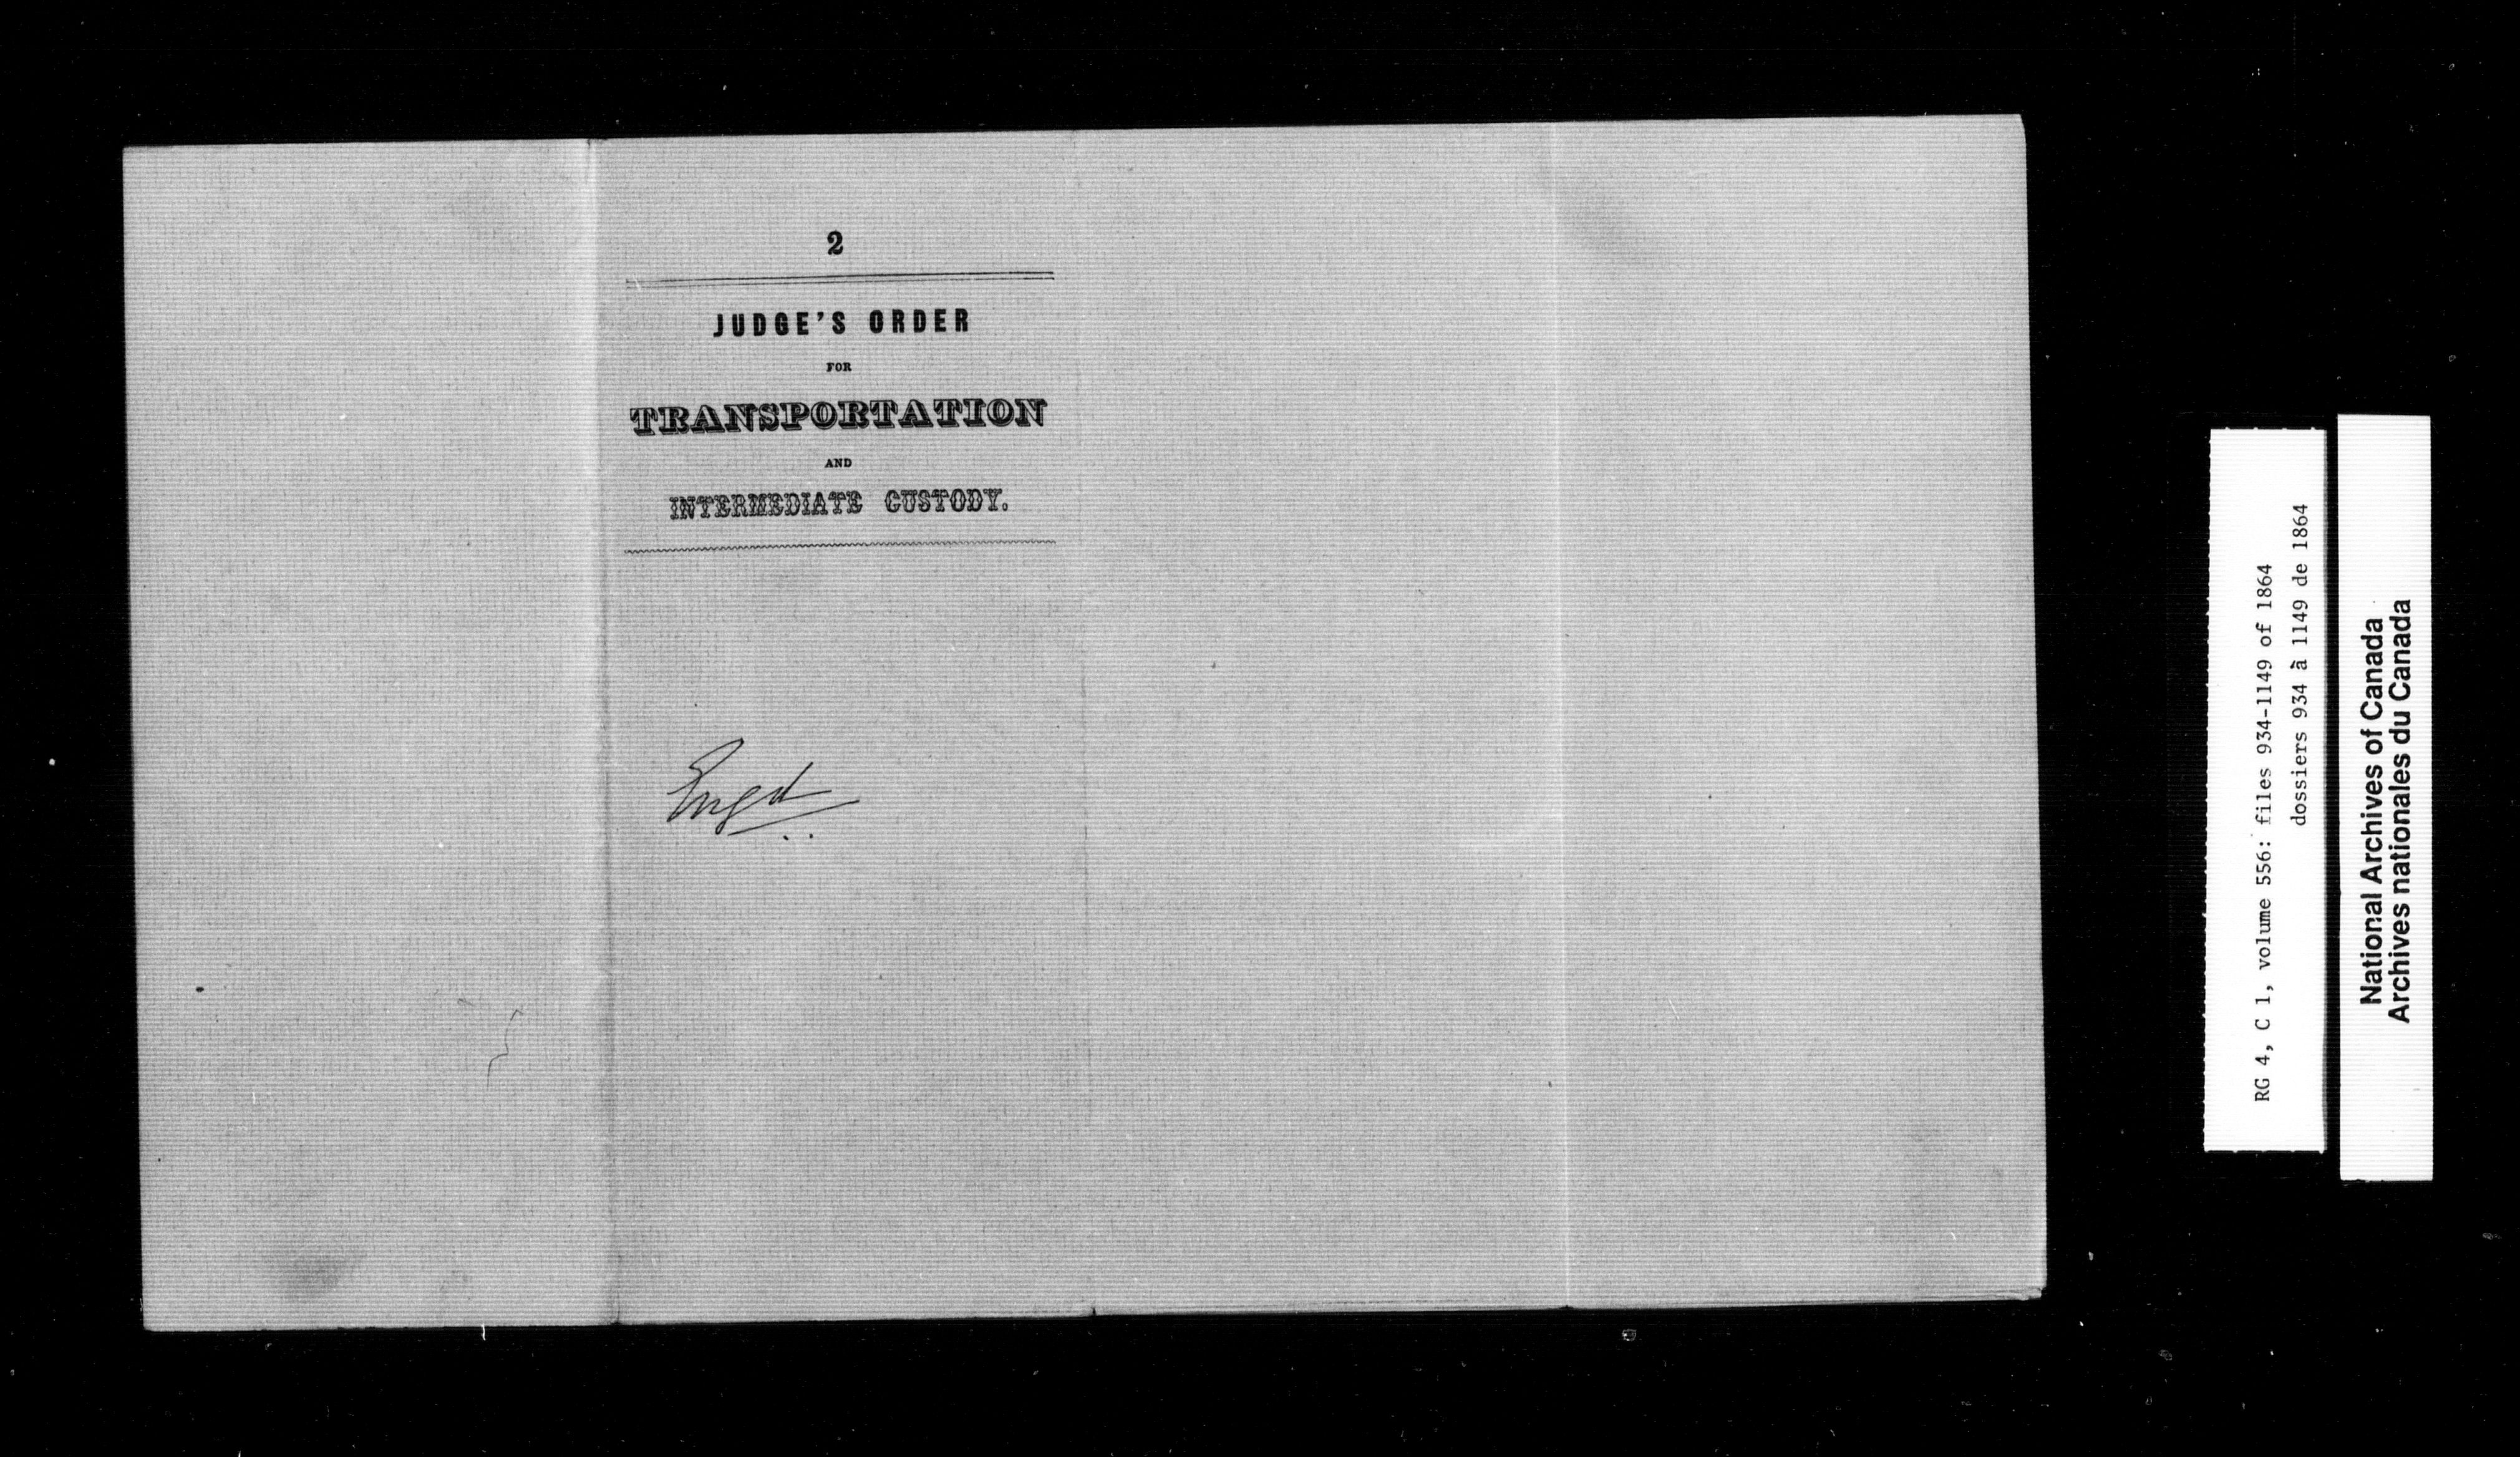 2
JUDGE'S ORDER
FOR
TRANSPORTATION
AND
INTERMEDIATE CUSTODY.
Engd
RG 4, C 1, volume 556: files 934-1149 of 1864
dossiers 934 à 1149 de 1864
National Archives of Canada
Archives nationales du Canada